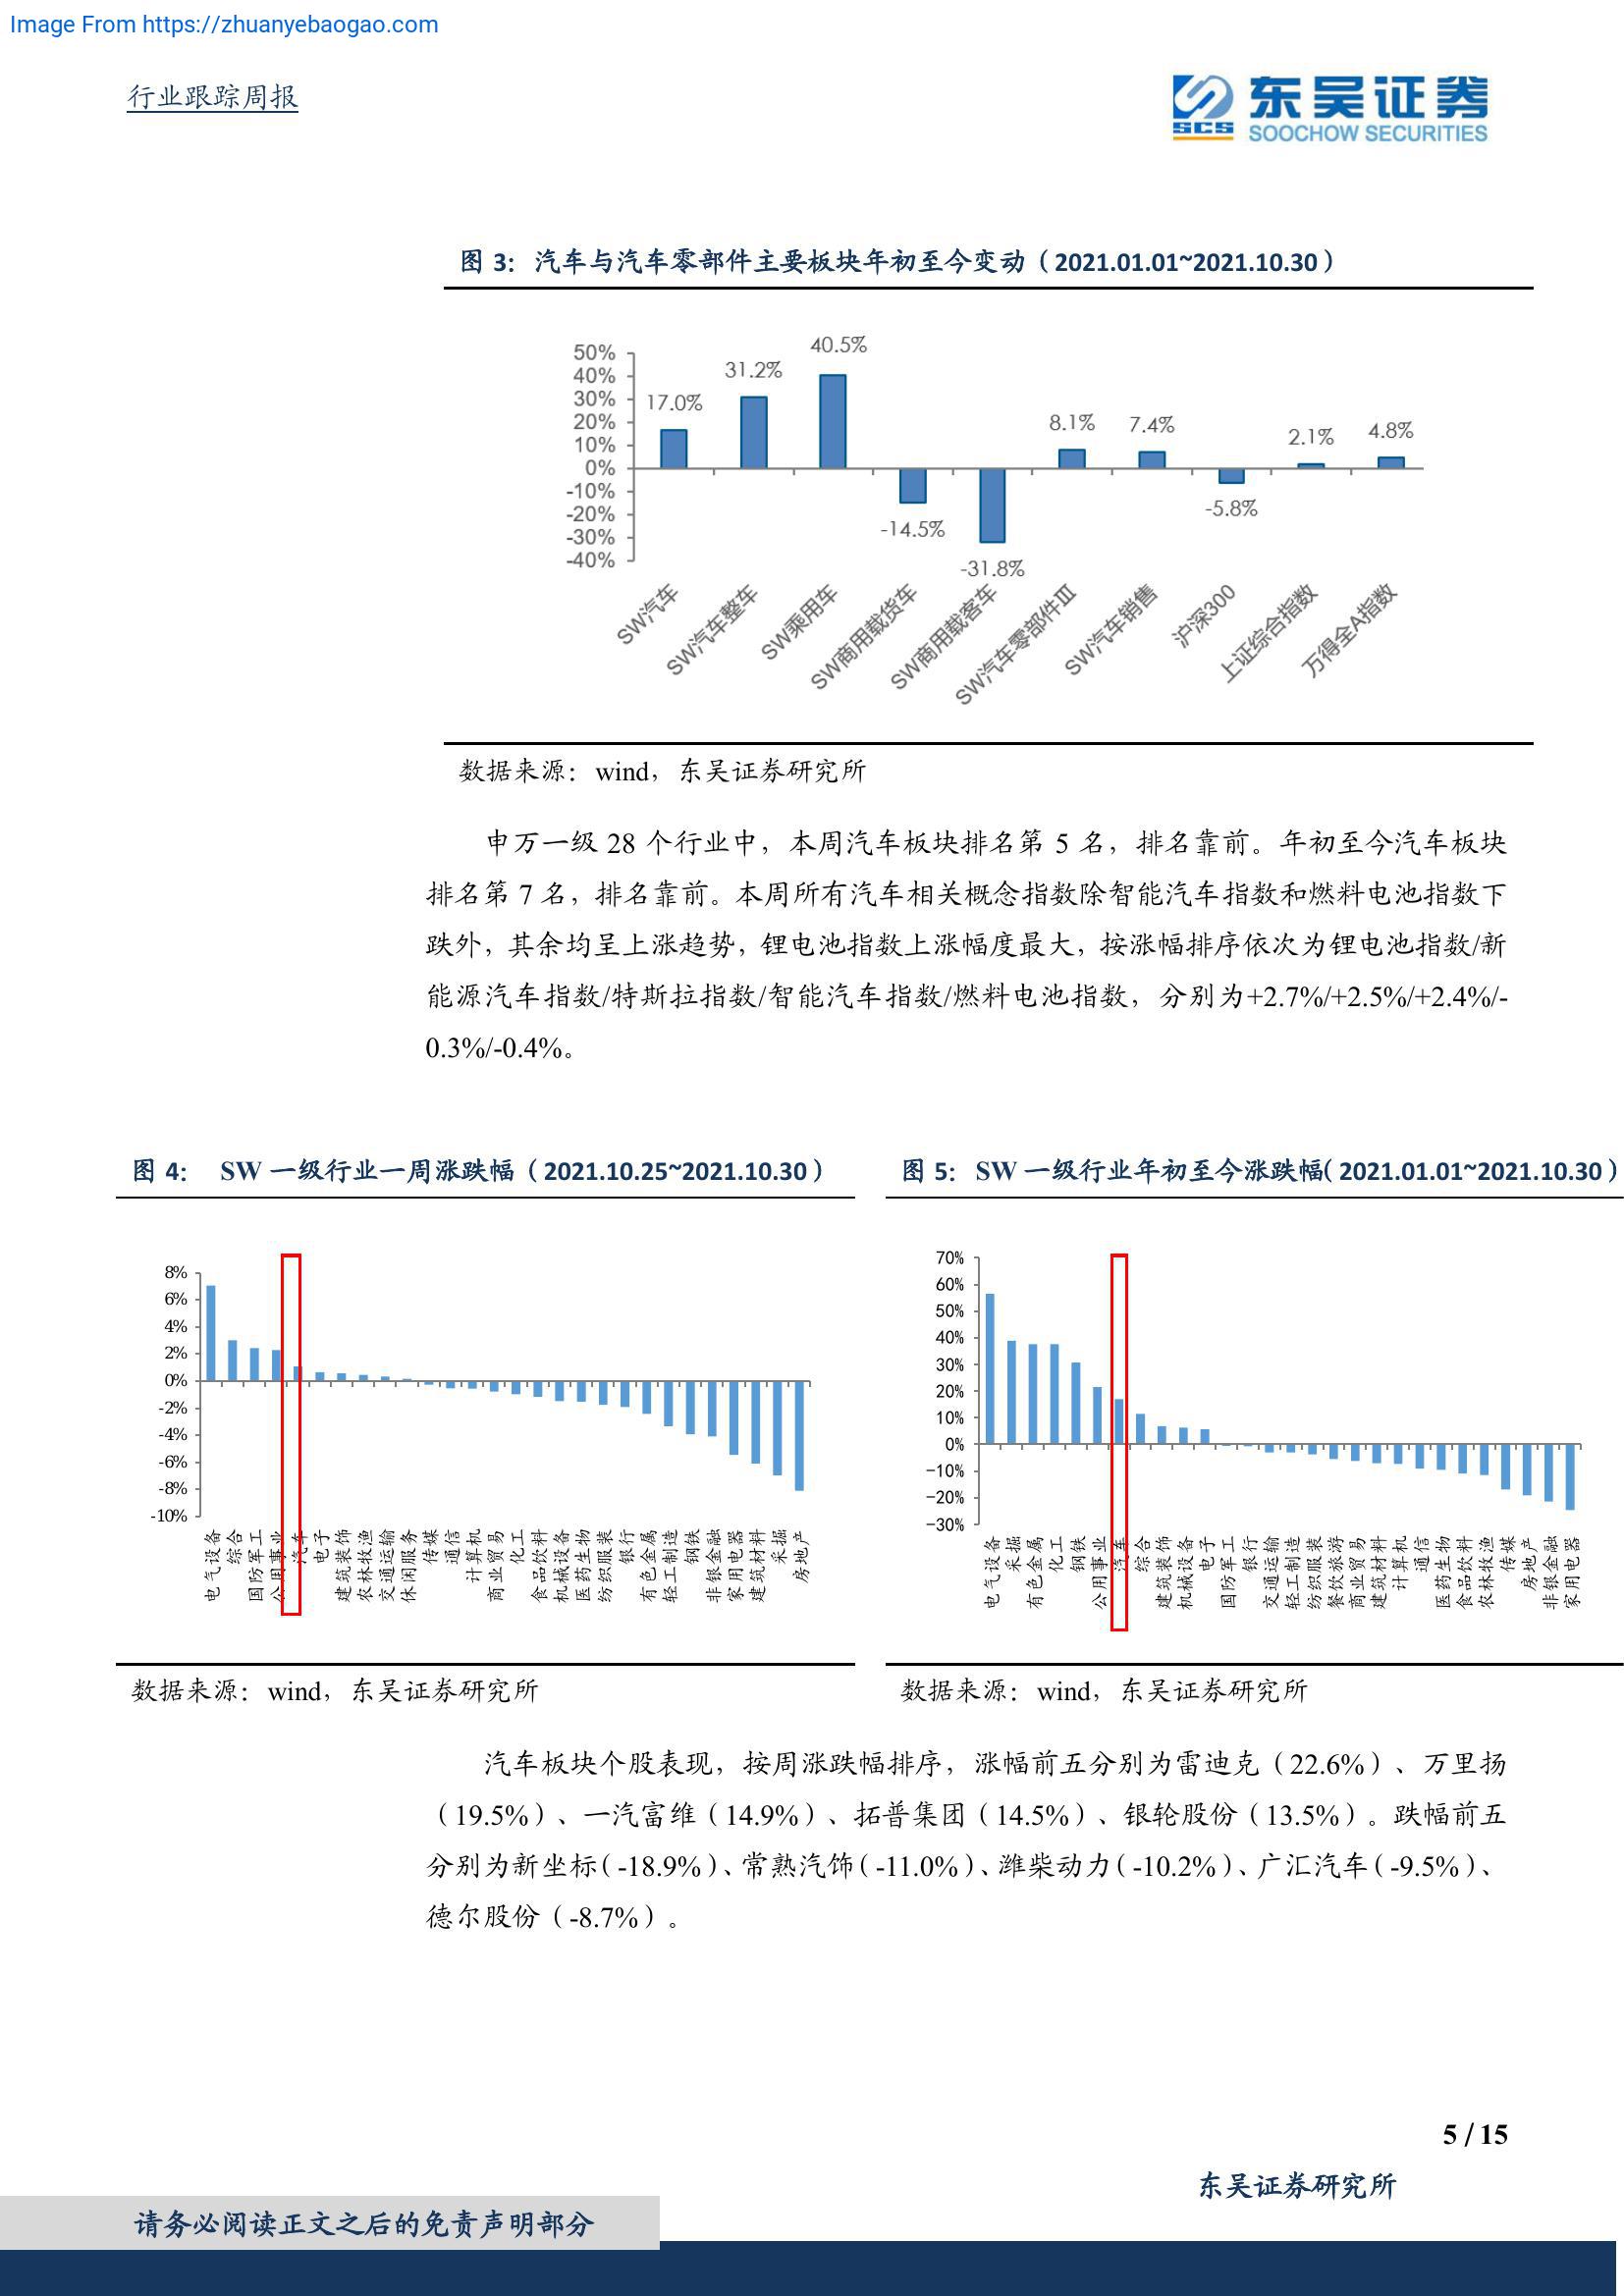 Image From https://zhuanyebaogao.com
行业跟踪周报
东吴证券
SCS
SOOCHOW SECURITIES
图 3: 汽车与汽车零部件主要板块年初至今变动（2021.01.01~2021.10.30）
50%
40%
30%
20%
10%
0%
-10%
-20%
-30%
-40%
17.0%
31.2%
40.5%
-14.5%
-31.8%
8.1%
7.4%
-5.8%
2.1%
4.8%
SW汽车
SW汽车整车
SW乘用车
SW商用载货车
SW商用载客车
SW汽车零部件III
SW汽车销售
沪深300
上证综合指数
万得全A指数
数据来源：wind，东吴证券研究所
申万一级 28 个行业中，本周汽车板块排名第 5 名，排名靠前。年初至今汽车板块
排名第 7 名，排名靠前。本周所有汽车相关概念指数除智能汽车指数和燃料电池指数下
跌外，其余均呈上涨趋势，锂电池指数上涨幅度最大，按涨幅排序依次为锂电池指数/新
能源汽车指数/特斯拉指数/智能汽车指数/燃料电池指数，分别为+2.7%/+2.5%/+2.4%/-
0.3%/-0.4%。
图 4: SW 一级行业一周涨跌幅（2021.10.25~2021.10.30）
8%
6%
4%
2%
0%
-2%
-4%
-6%
-8%
-10%
电气设备
综合
国防军工
公用事业
汽车
电子
建筑装饰
农林牧渔
交通运输
休闲服务
传媒
通信
计算机
商业贸易
化工
食品饮料
机械设备
医药生物
纺织服装
银行
有色金属
轻工制造
钢铁
非银金融
家用电器
建筑材料
采掘
房地产
数据来源：wind，东吴证券研究所
图 5: SW 一级行业年初至今涨跌幅（2021.01.01~2021.10.30）
70%
60%
50%
40%
30%
20%
10%
0%
-10%
-20%
-30%
电气设备
采掘
有色金属
化工
钢铁
公用事业
汽车
综合
建筑装饰
机械设备
电子
国防军工
银行
交通运输
轻工制造
纺织服装
餐饮旅游
商业贸易
建筑材料
计算机
通信
医药生物
食品饮料
农林牧渔
传媒
房地产
非银金融
家用电器
数据来源：wind，东吴证券研究所
汽车板块个股表现，按周涨跌幅排序，涨幅前五分别为雷迪克（22.6%）、万里扬
（19.5%）、一汽富维（14.9%）、拓普集团（14.5%）、银轮股份（13.5%）。跌幅前五
分别为新坐标（-18.9%）、常熟汽饰（-11.0%）、潍柴动力（-10.2%）、广汇汽车（-9.5%）、
德尔股份（-8.7%）。
5 / 15
东吴证券研究所
请务必阅读正文之后的免责声明部分